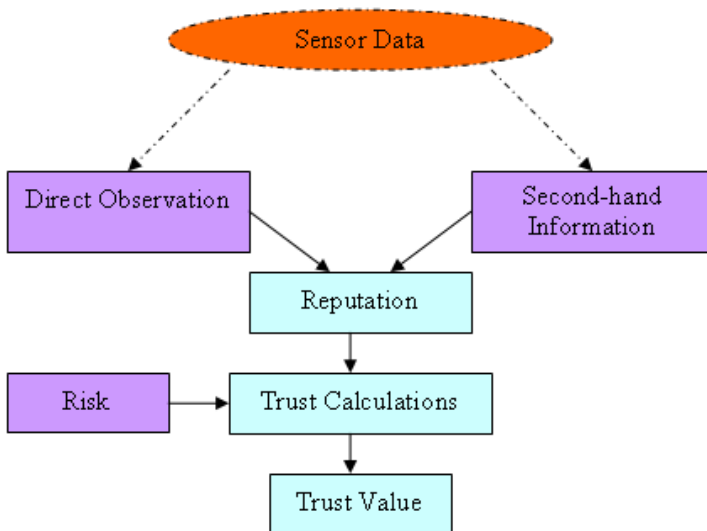 Sensor Data
Direct Observation
Second-hand
Information
Reputation
Risk
Trust Calculations
Trust Value